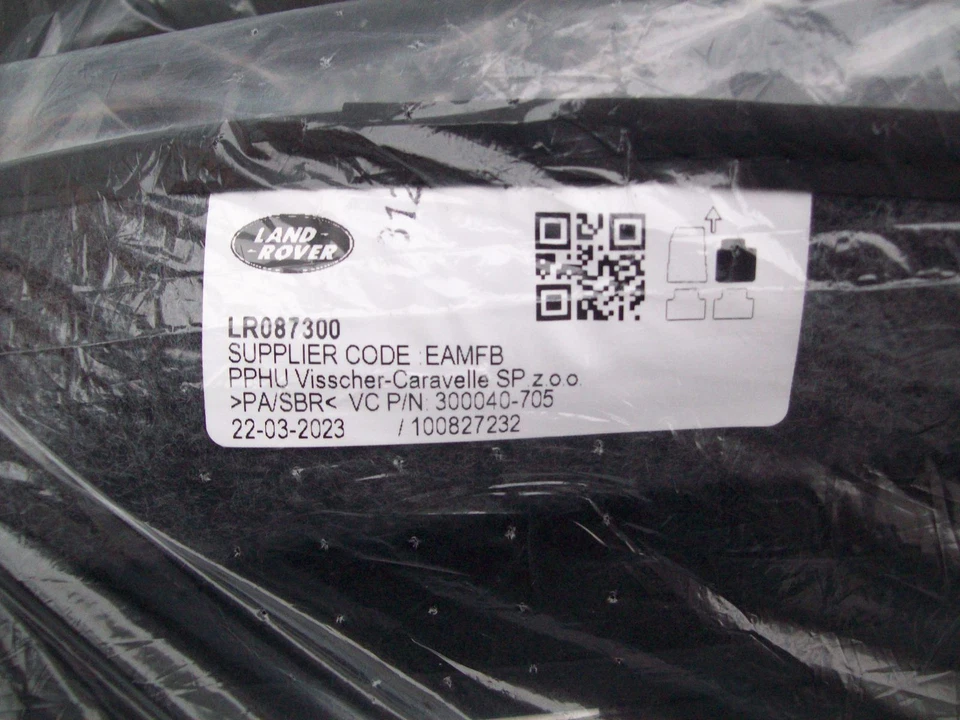 LAND
ROVER
312
LR087300
SUPPLIER CODE : EAMFB
PPHU Visscher-Caravelle SP. z.o.o.
>PA/SBR< VC P/N: 300040-705
22-03-2023 / 100827232